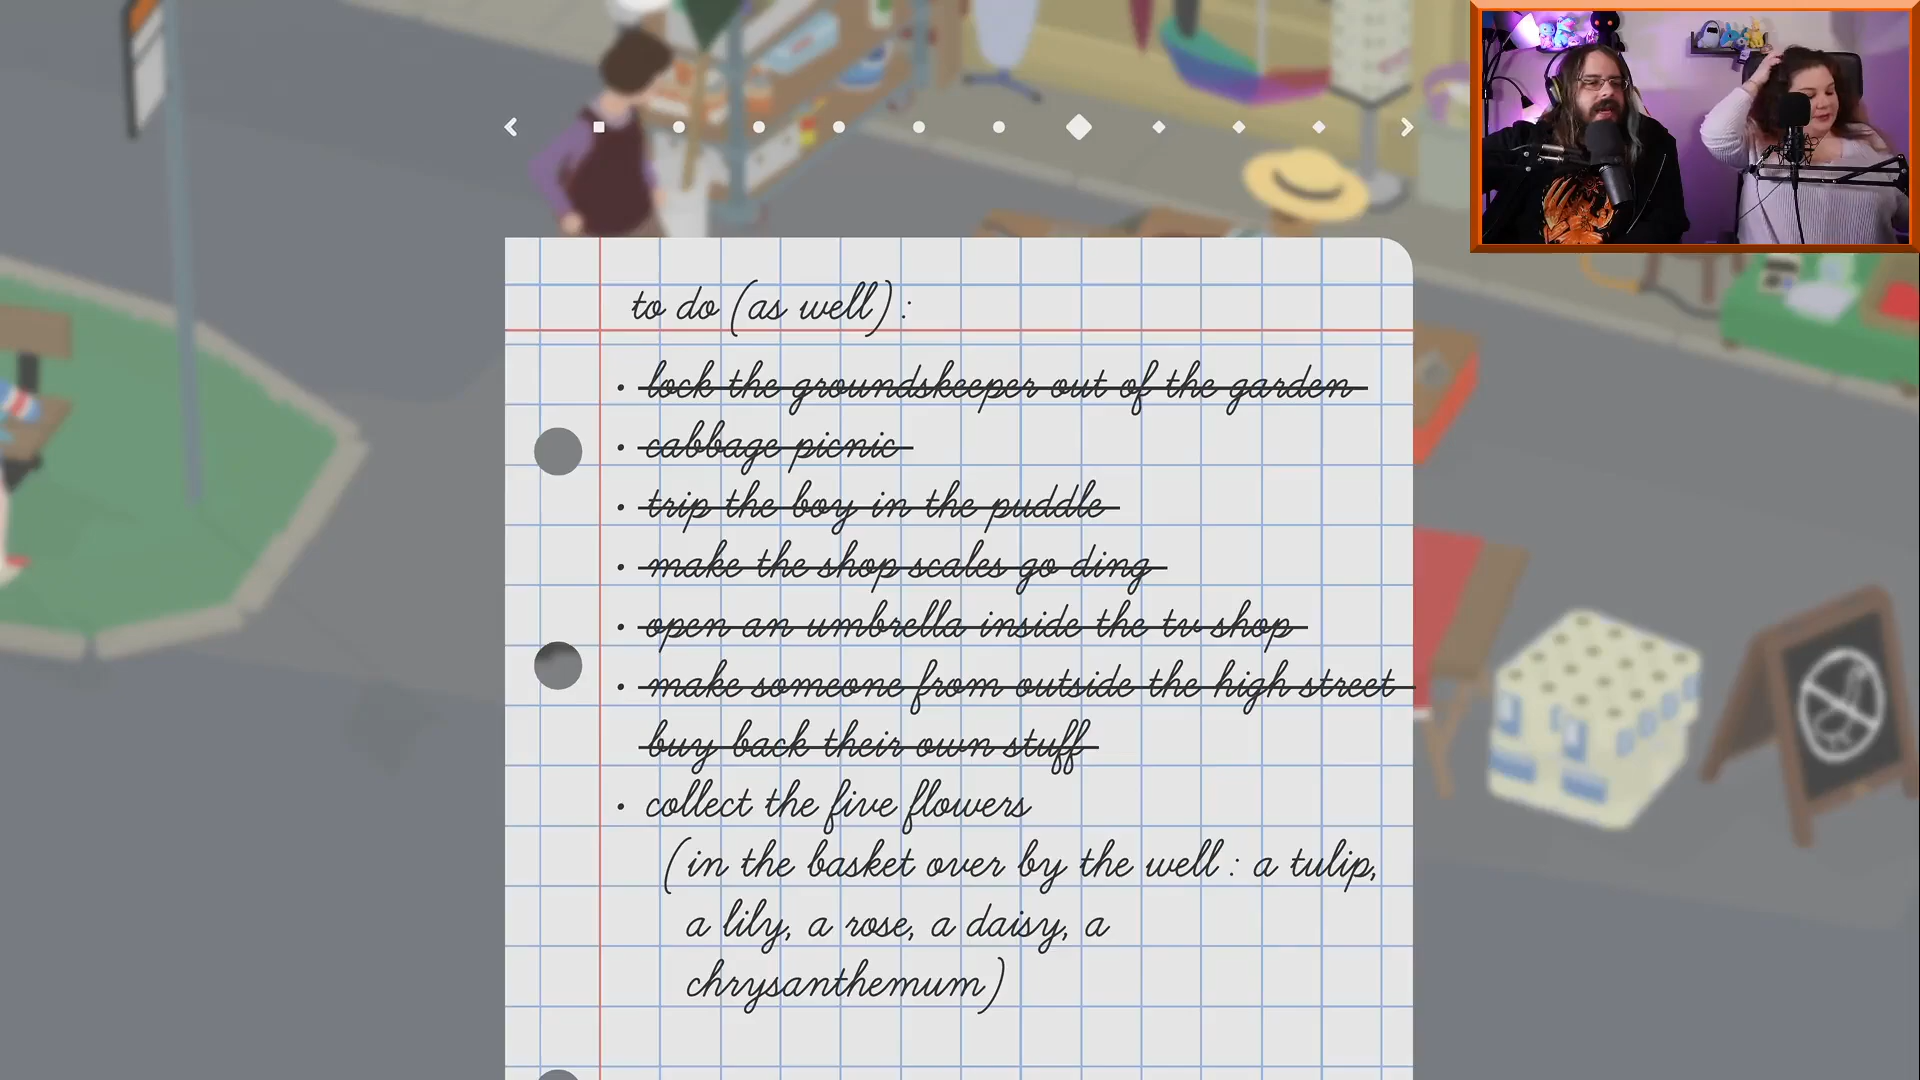 to do (as well) :
• lock the groundskeeper out of the garden
• cabbage picnic
• trip the boy in the puddle
• make the shop scales go ding
• open an umbrella inside the tv shop
• make someone from outside the high street
buy back their own stuff
• collect the five flowers
(in the basket over by the well : a tulip,
a lily, a rose, a daisy, a
chrysanthemum)